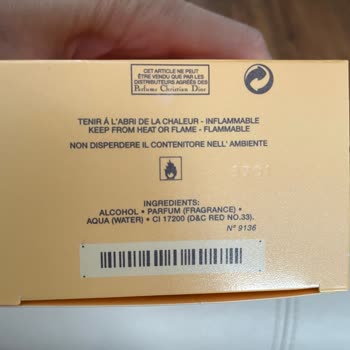 CET ARTICLE NE PEUT
ÊTRE VENDU QUE PAR LES
DISTRIBUTEURS AGRÉÉS DES
Parfums Christian Dior
TENIR À L'ABRI DE LA CHALEUR - INFLAMMABLE
KEEP FROM HEAT OR FLAME - FLAMMABLE
NON DISPERDERE IL CONTENITORE NELL' AMBIENTE
INGREDIENTS:
ALCOHOL • PARFUM (FRAGRANCE) •
AQUA (WATER) • CI 17200 (D&C RED NO.33).
N° 9136